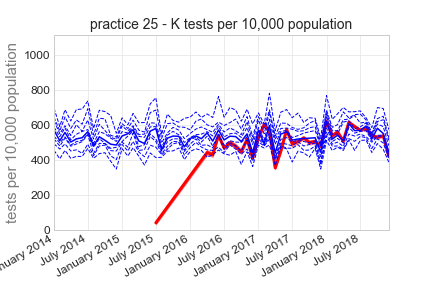 practice 25 - K tests per 10,000 population
tests per 10,000 population
1000
800
600
400
200
0
nuary 2014
July 2014
January 2015
July 2015
January 2016
July 2016
January 2017
July 2017
January 2018
July 2018